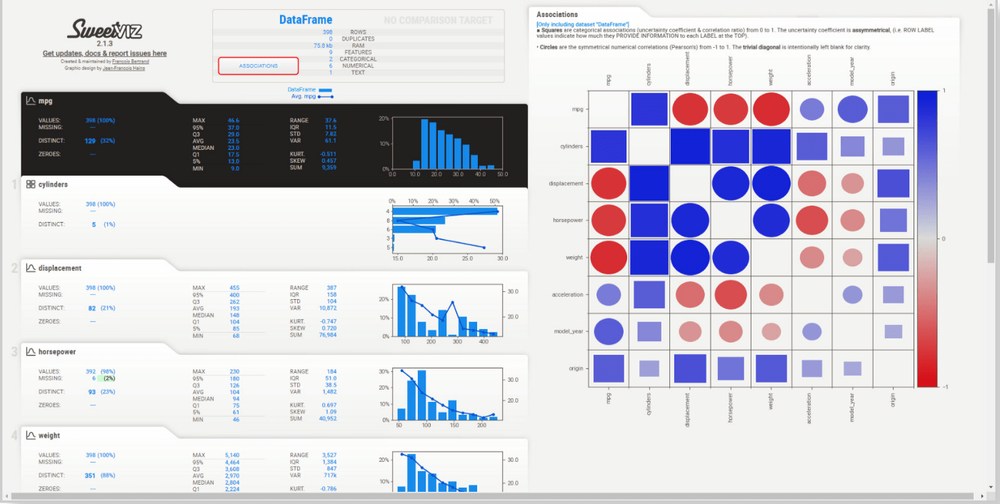 SweetVIZ
2.1.3
Get updates, docs & report issues here
Created & maintained by Francois Bertrand
Graphic design by Jean-Francois Hains
DataFrame
NO COMPARISON TARGET
398 ROWS
0 DUPLICATES
75.8 kb RAM
9 FEATURES
2 CATEGORICAL
6 NUMERICAL
1 TEXT
ASSOCIATIONS
DataFrame
Avg. mpg
mpg
VALUES: 398 (100%)
MISSING: ---
DISTINCT: 129 (32%)
ZEROES: ---
MAX 46.6
95% 37.0
Q3 29.0
AVG 23.5
MEDIAN 23.0
Q1 17.5
5% 13.0
MIN 9.0
RANGE 37.6
IQR 11.5
STD 7.82
VAR 61.1
KURT. -0.511
SKEW 0.457
SUM 9,359
20%
10%
0%
0.0 10.0 20.0 30.0 40.0 50.0
1
cylinders
VALUES: 398 (100%)
MISSING: ---
DISTINCT: 5 (1%)
0% 10% 20% 30% 40% 50%
4
8
6
3
5
15.0 20.0 25.0 30.0
2
displacement
VALUES: 398 (100%)
MISSING: ---
DISTINCT: 82 (21%)
ZEROES: ---
MAX 455
95% 400
Q3 262
AVG 193
MEDIAN 148
Q1 104
5% 85
MIN 68
RANGE 387
IQR 158
STD 104
VAR 10,872
KURT. -0.747
SKEW 0.720
SUM 76,984
20%
10%
0%
30.0
20.0
100 200 300 400
3
horsepower
VALUES: 392 (98%)
MISSING: 6 (2%)
DISTINCT: 93 (23%)
ZEROES: ---
MAX 230
95% 180
Q3 126
AVG 104
MEDIAN 94
Q1 75
5% 61
MIN 46
RANGE 184
IQR 51.0
STD 38.5
VAR 1,482
KURT. 0.697
SKEW 1.09
SUM 40,952
30%
20%
10%
0%
30.0
20.0
50 100 150 200
4
weight
VALUES: 398 (100%)
MISSING: ---
DISTINCT: 351 (88%)
ZEROES: ---
MAX 5,140
95% 4,464
Q3 3,608
AVG 2,970
MEDIAN 2,804
Q1 2,224
RANGE 3,527
IQR 1,384
STD 847
VAR 717k
KURT. -0.786
20%
10%
30.0
20.0
Associations
[Only including dataset "DataFrame"]
■ Squares are categorical associations (uncertainty coefficient & correlation ratio) from 0 to 1. The uncertainty coefficient is assymmetrical, (i.e. ROW LABEL
values indicate how much they PROVIDE INFORMATION to each LABEL at the TOP).
• Circles are the symmetrical numerical correlations (Pearson's) from -1 to 1. The trivial diagonal is intentionally left blank for clarity.
mpg cylinders displacement horsepower weight acceleration model_year origin
mpg
cylinders
displacement
horsepower
weight
acceleration
model_year
origin
1
0
-1
mpg cylinders displacement horsepower weight acceleration model_year origin